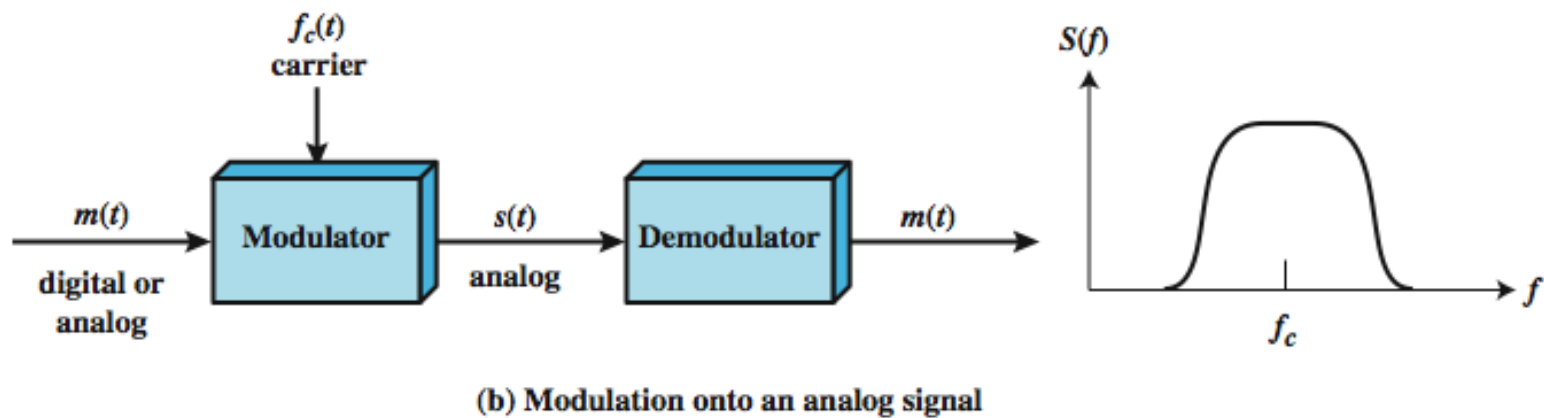 f_c(t)
carrier
m(t)
digital or
analog
Modulator
s(t)
analog
Demodulator
m(t)
S(f)
f
f_c
(b) Modulation onto an analog signal